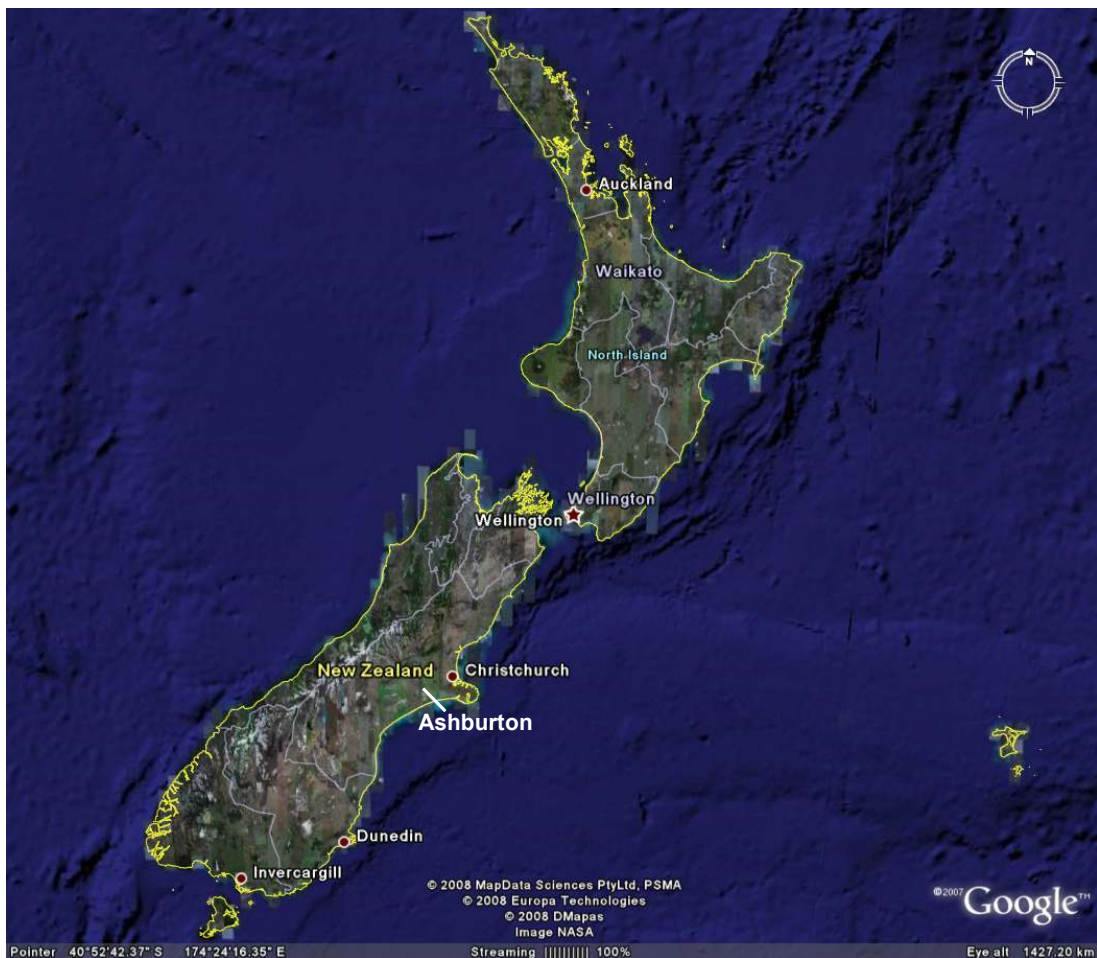 N
Auckland
Waikato
North Island
Wellington
Wellington
New Zealand
Christchurch
Ashburton
Dunedin
Invercargill
© 2008 MapData Sciences PtyLtd, PSMA
© 2008 Europa Technologies
© 2008 DMapas
Image NASA
©2007 Google™
Pointer 40°52'42.37" S 174°24'16.35" E Streaming |||||||||| 100% Eye alt 1427.20 km